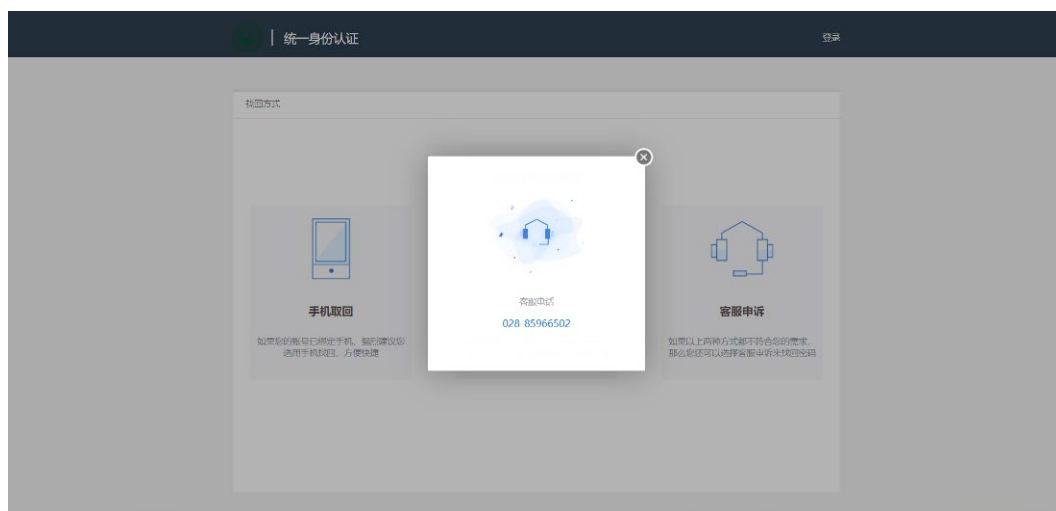 统一身份认证
登录
找回方式
客服申诉
028-85966502
手机取回
如果您的账号已绑定手机，强烈建议您
选用手机找回，方便快捷
客服申诉
如果以上两种方式都不符合您的需求，
那么您还可以选择客服申诉来找回密码